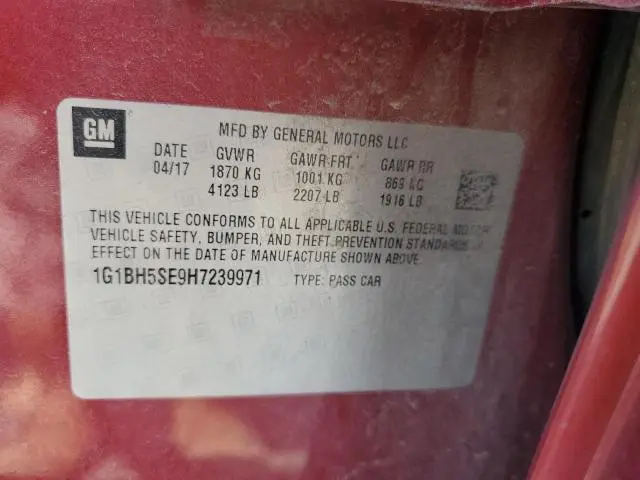 GM
MFD BY GENERAL MOTORS LLC
DATE GVWR GAWR FRT GAWR RR
04/17 1870 KG 1001 KG 869 KG
4123 LB 2207 LB 1916 LB
THIS VEHICLE CONFORMS TO ALL APPLICABLE U.S. FEDERAL MOTOR
VEHICLE SAFETY, BUMPER, AND THEFT PREVENTION STANDARDS IN
EFFECT ON THE DATE OF MANUFACTURE SHOWN ABOVE.
1G1BH5SE9H7239971 TYPE: PASS CAR